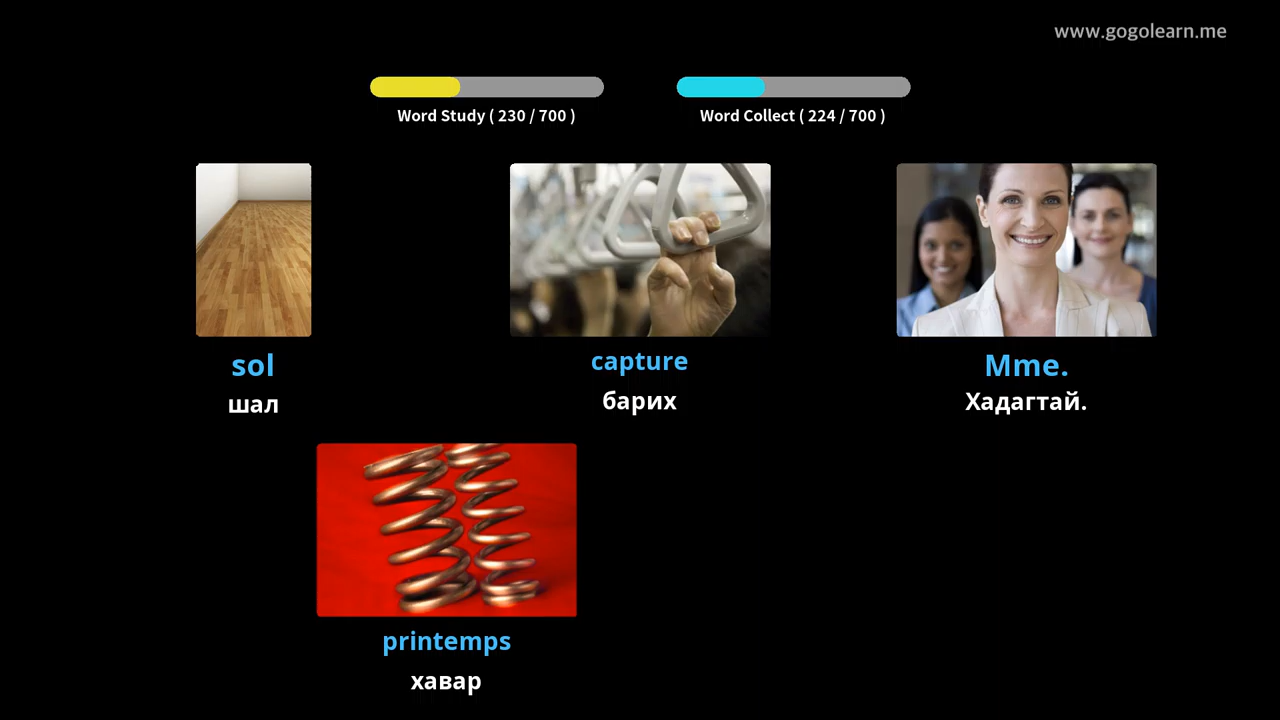 www.gogolearn.me
Word Study ( 230 / 700 )
Word Collect ( 224 / 700 )
sol
шал
capture
барих
Mme.
Хадагтай.
printemps
хавар